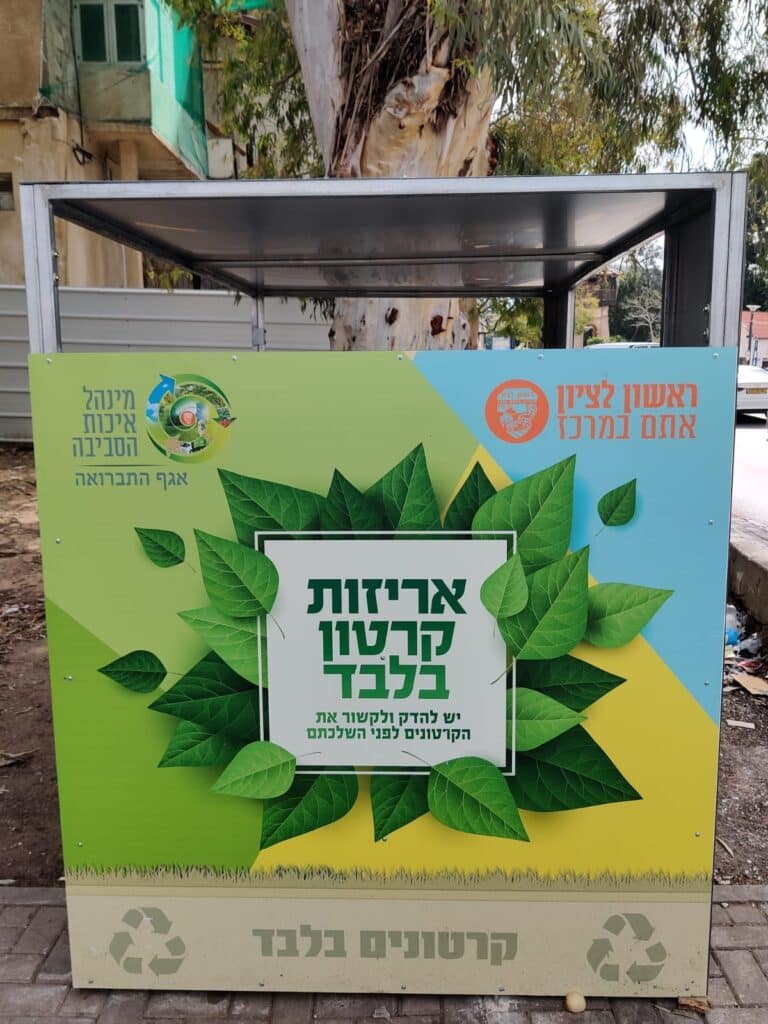 ראשון לציון
אתם במרכז
מינהל
איכות
הסביבה
אגף התברואה
אריזות
קרטון
בלבד
יש להדק ולקשור את
הקרטונים לפני השלכתם
קרטונים בלבד